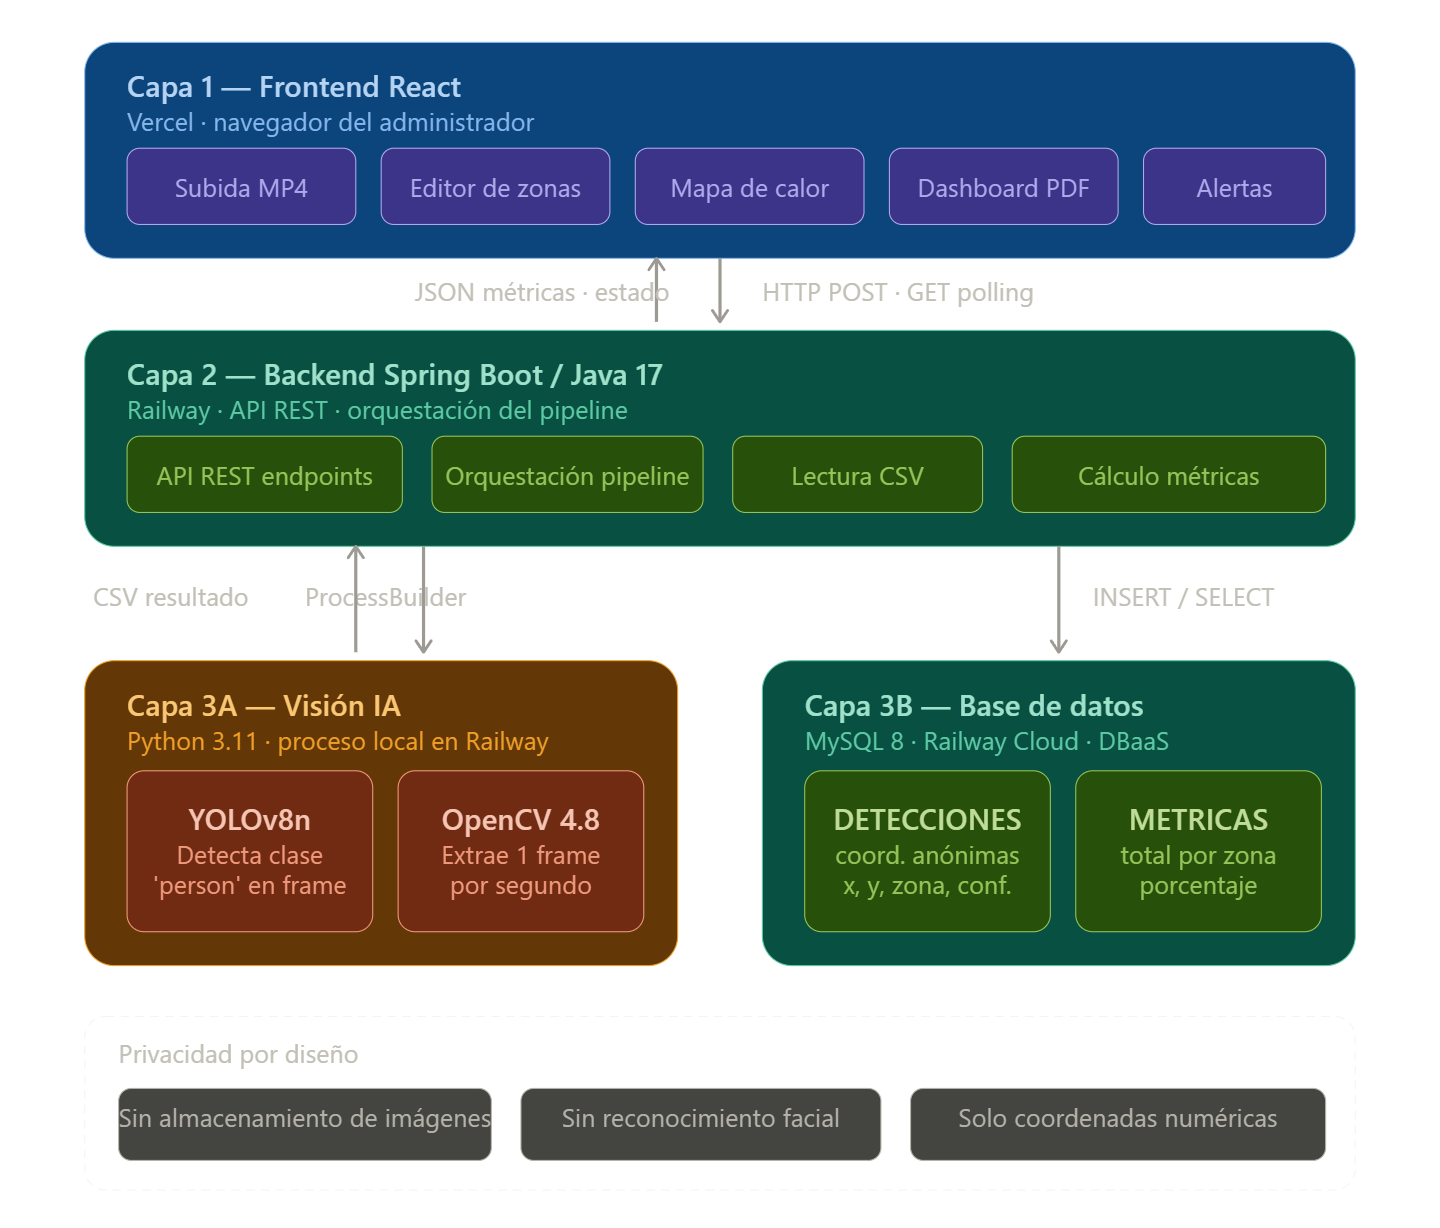 Capa 1 — Frontend React
Vercel · navegador del administrador
Subida MP4
Editor de zonas
Mapa de calor
Dashboard PDF
Alertas
JSON métricas · estado
HTTP POST · GET polling
Capa 2 — Backend Spring Boot / Java 17
Railway · API REST · orquestación del pipeline
API REST endpoints
Orquestación pipeline
Lectura CSV
Cálculo métricas
CSV resultado
ProcessBuilder
INSERT / SELECT
Capa 3A — Visión IA
Python 3.11 · proceso local en Railway
YOLOv8n
Detecta clase
'person' en frame
OpenCV 4.8
Extrae 1 frame
por segundo
Capa 3B — Base de datos
MySQL 8 · Railway Cloud · DBaaS
DETECCIONES
coord. anónimas
x, y, zona, conf.
METRICAS
total por zona
porcentaje
Privacidad por diseño
Sin almacenamiento de imágenes
Sin reconocimiento facial
Solo coordenadas numéricas